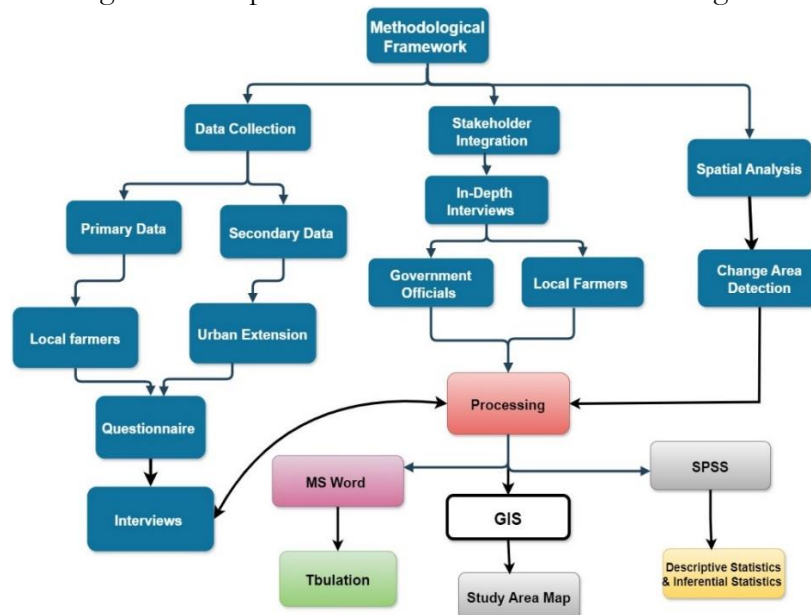 Methodological
Framework
Data Collection
Stakeholder
Integration
Spatial Analysis
In-Depth
Interviews
Primary Data
Secondary Data
Government
Officials
Local Farmers
Change Area
Detection
Local farmers
Urban Extension
Processing
Questionnaire
MS Word
SPSS
Interviews
GIS
Tbulation
Study Area Map
Descriptive Statistics
& Inferential Statistics